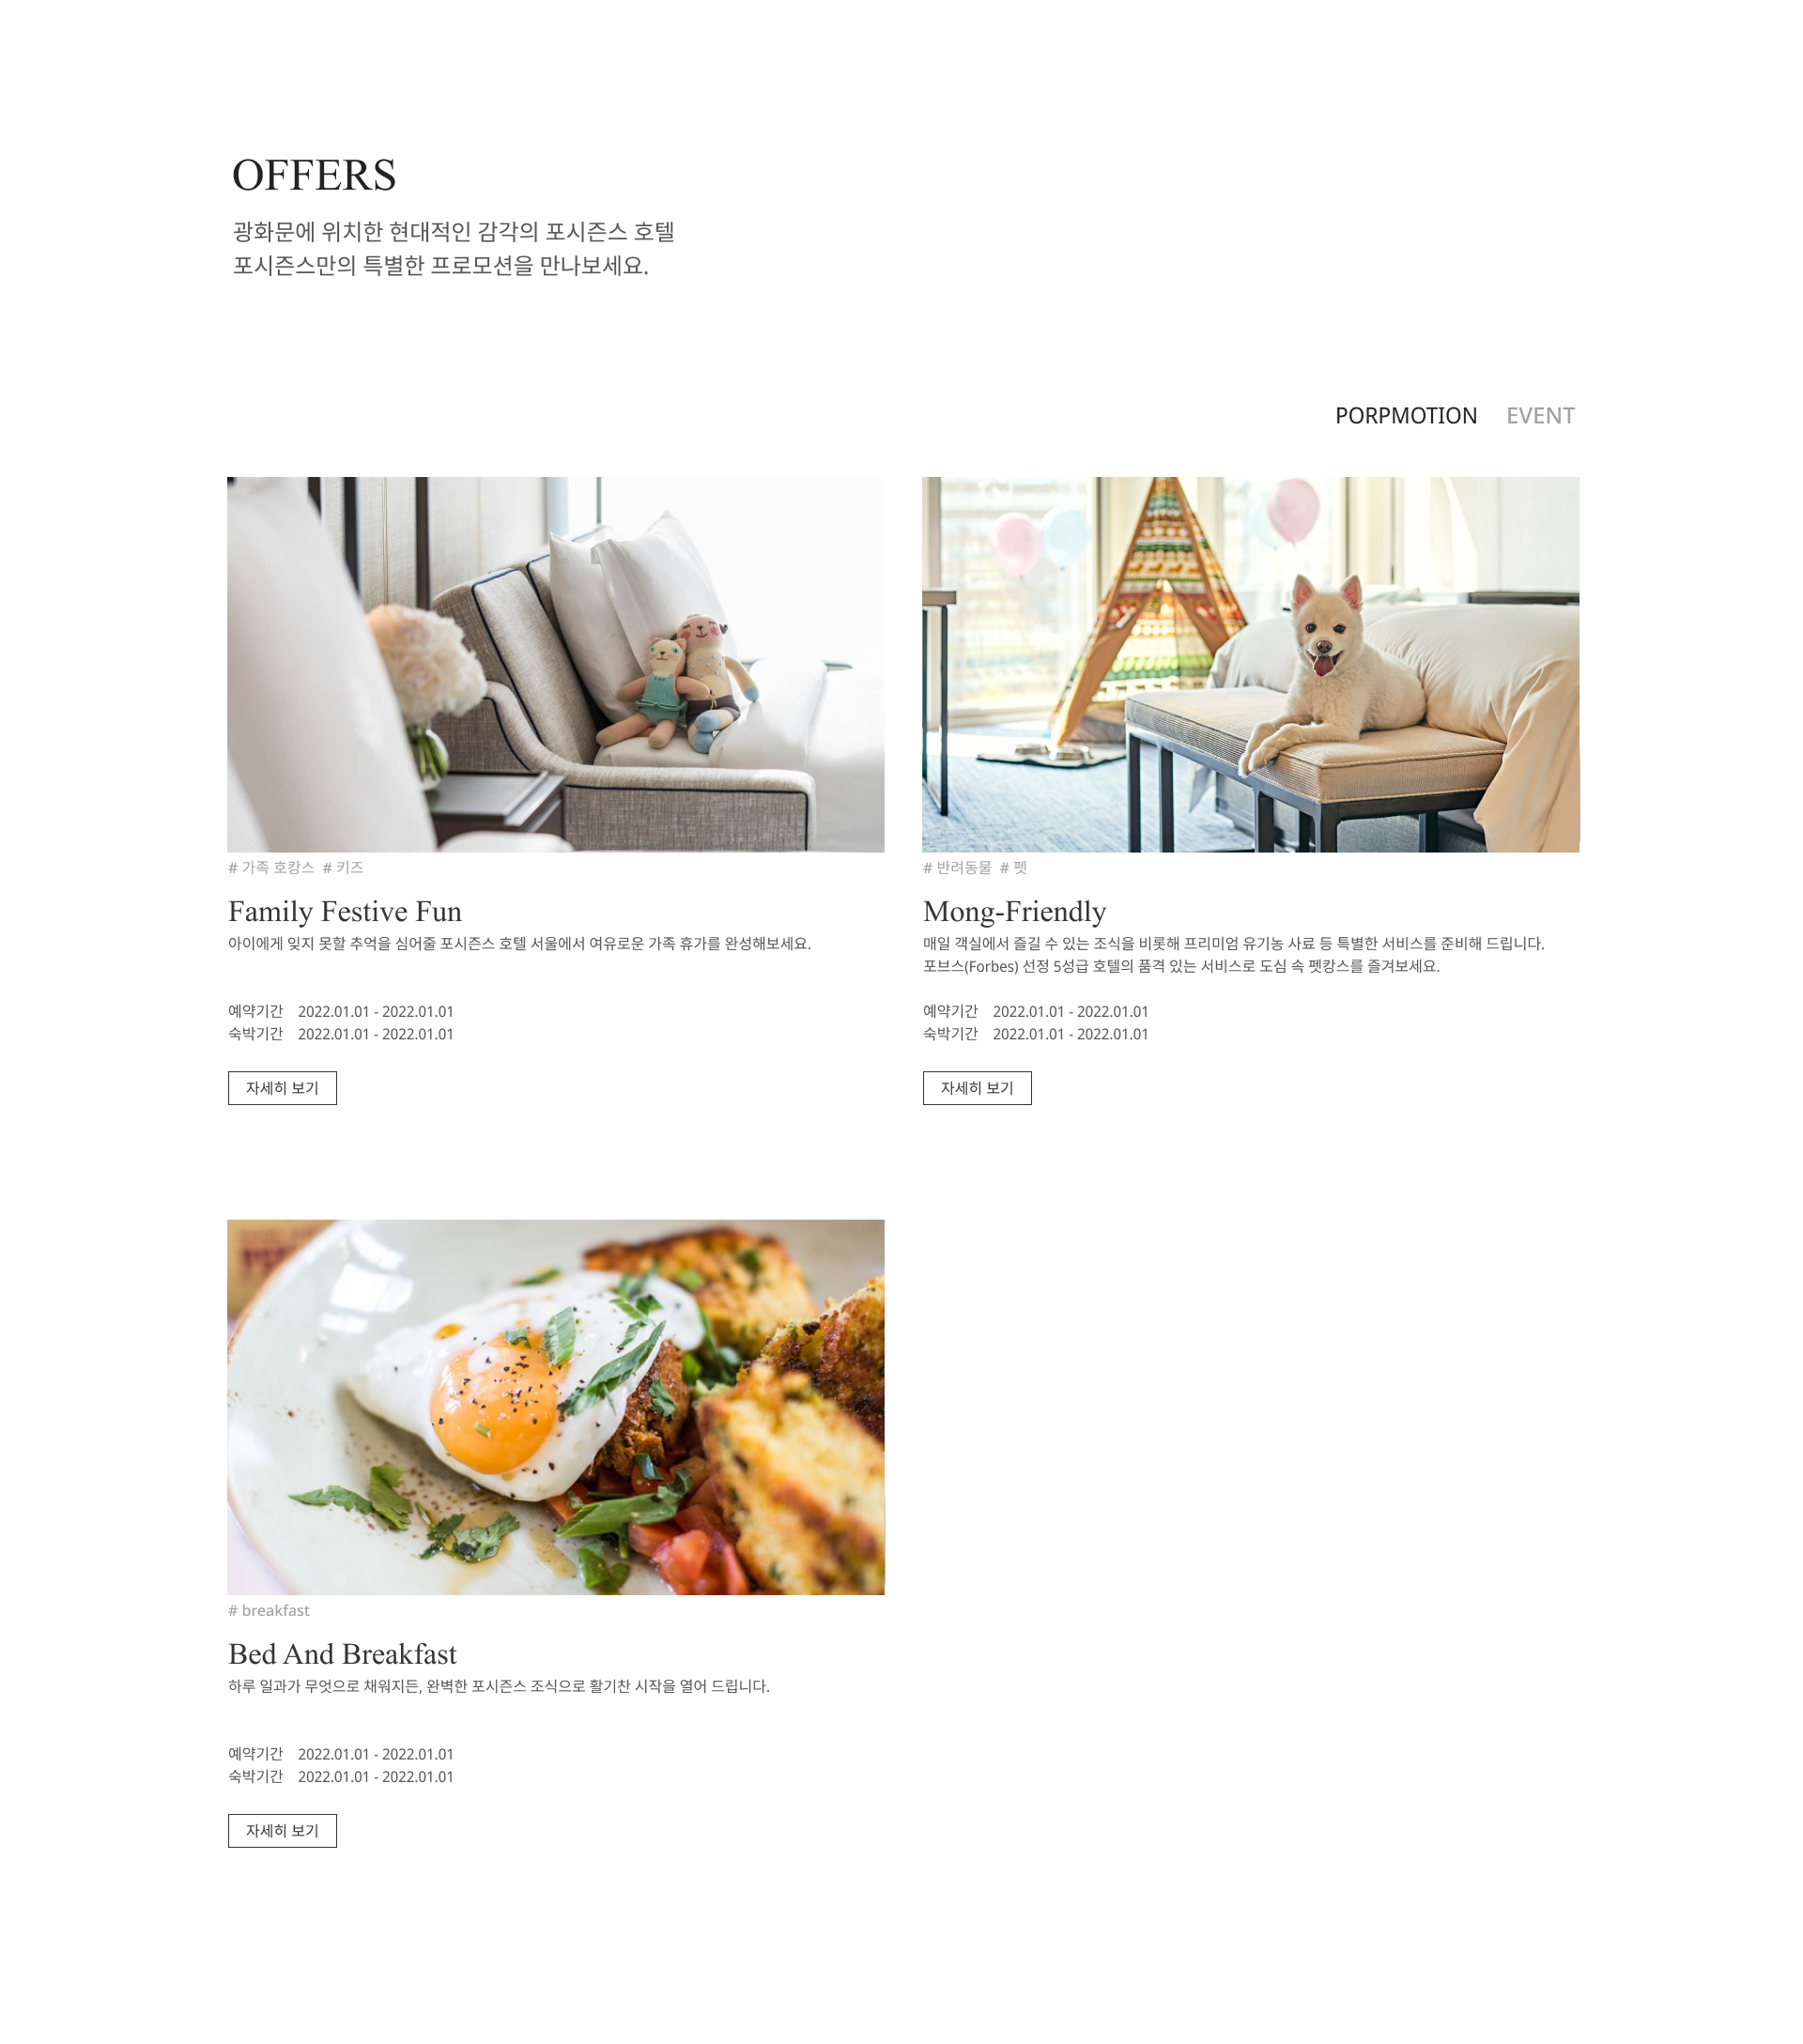 OFFERS
광화문에 위치한 현대적인 감각의 포시즌스 호텔
포시즌스만의 특별한 프로모션을 만나보세요.
PORPMOTION EVENT
# 가족 호캉스 # 키즈
Family Festive Fun
아이에게 잊지 못할 추억을 심어줄 포시즌스 호텔 서울에서 여유로운 가족 휴가를 완성해보세요.
예약기간 2022.01.01 - 2022.01.01
숙박기간 2022.01.01 - 2022.01.01
자세히 보기
# 반려동물 # 펫
Mong-Friendly
매일 객실에서 즐길 수 있는 조식을 비롯해 프리미엄 유기농 사료 등 특별한 서비스를 준비해 드립니다.
포브스(Forbes) 선정 5성급 호텔의 품격 있는 서비스로 도심 속 펫캉스를 즐겨보세요.
예약기간 2022.01.01 - 2022.01.01
숙박기간 2022.01.01 - 2022.01.01
자세히 보기
# breakfast
Bed And Breakfast
하루 일과가 무엇으로 채워지든, 완벽한 포시즌스 조식으로 활기찬 시작을 열어 드립니다.
예약기간 2022.01.01 - 2022.01.01
숙박기간 2022.01.01 - 2022.01.01
자세히 보기